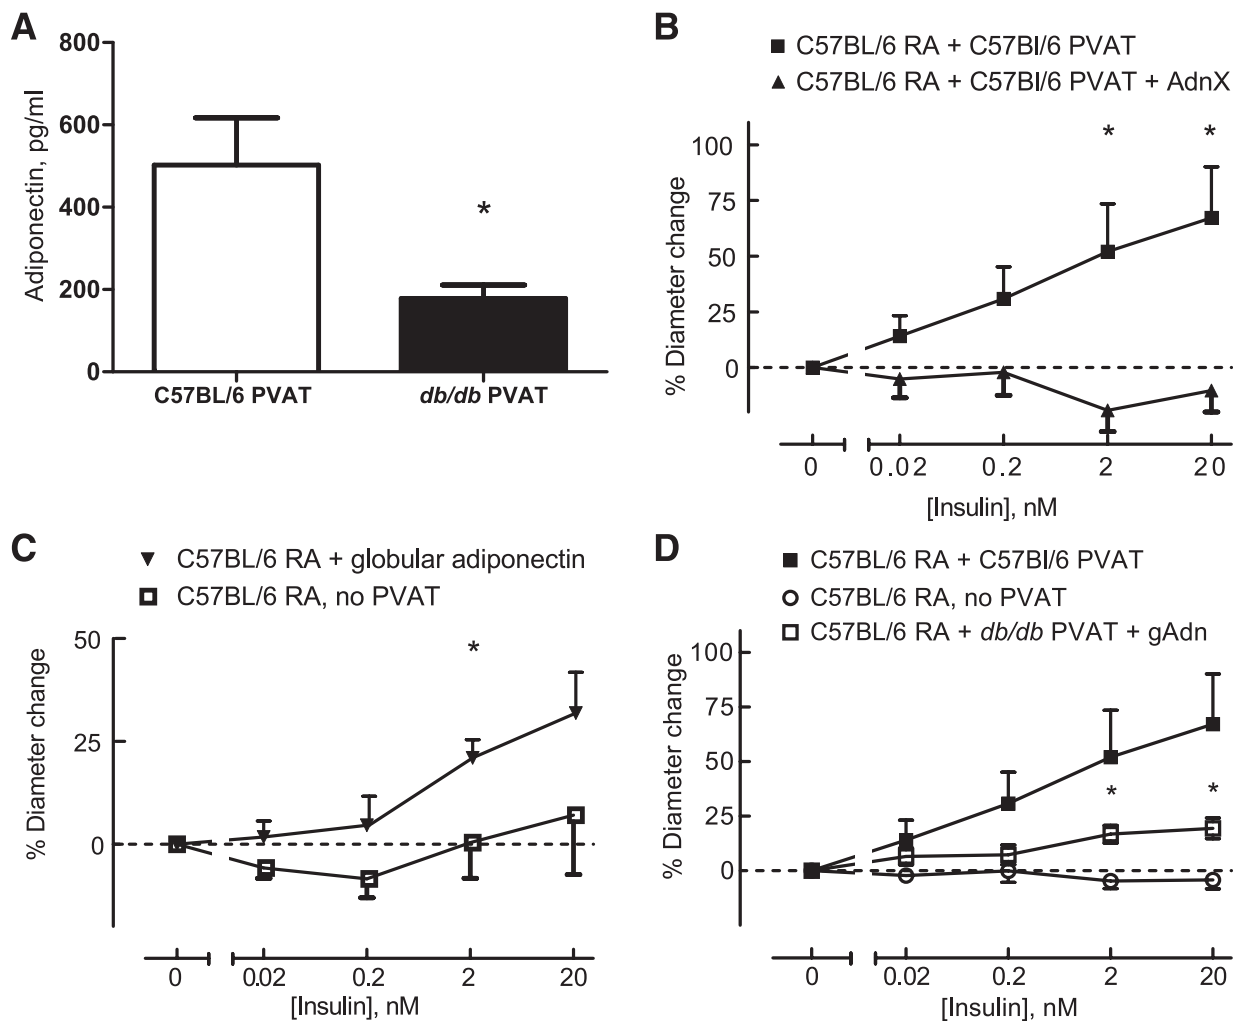 A
800
600
400
200
0
Adiponectin, pg/ml
*
C57BL/6 PVAT
db/db PVAT
B
C57BL/6 RA + C57Bl/6 PVAT
C57BL/6 RA + C57Bl/6 PVAT + AdnX
100
75
50
25
0
% Diameter change
* *
0 0.02 0.2 2 20
[Insulin], nM
C
C57BL/6 RA + globular adiponectin
C57BL/6 RA, no PVAT
50
25
0
% Diameter change
*
0 0.02 0.2 2 20
[Insulin], nM
D
C57BL/6 RA + C57Bl/6 PVAT
C57BL/6 RA, no PVAT
C57BL/6 RA + db/db PVAT + gAdn
100
75
50
25
0
% Diameter change
* *
0 0.02 0.2 2 20
[Insulin], nM